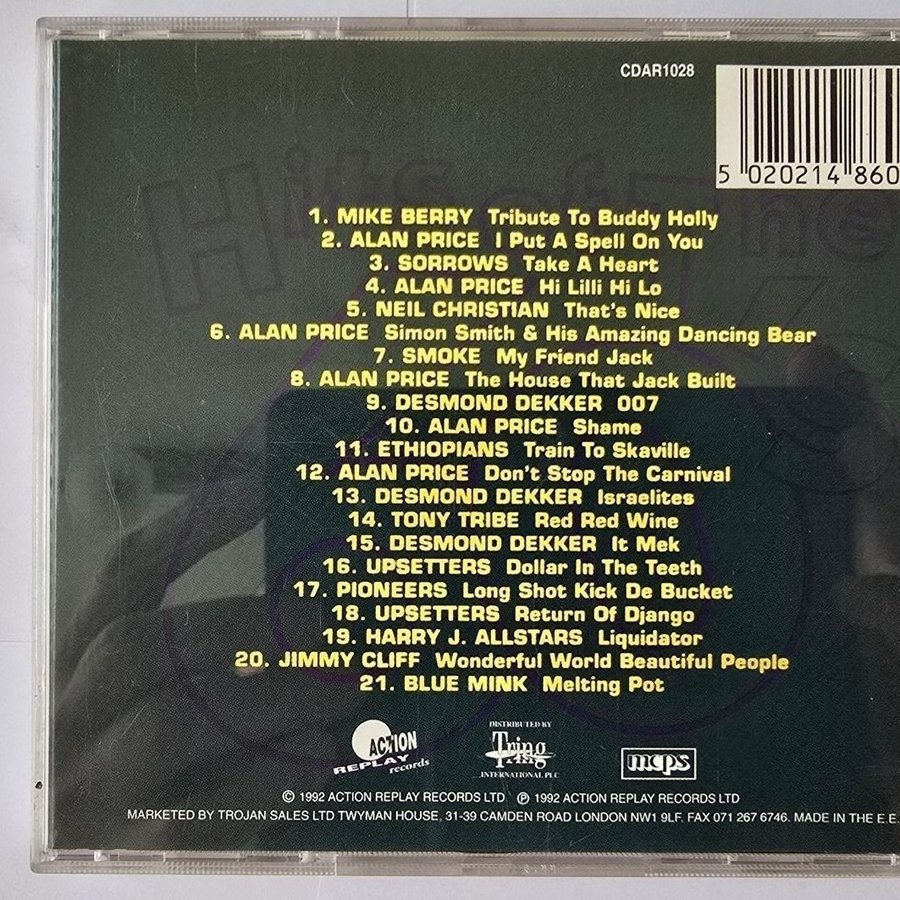 CDAR1028
5 020214 860
Hits of The 60's
1. MIKE BERRY Tribute To Buddy Holly
2. ALAN PRICE I Put A Spell On You
3. SORROWS Take A Heart
4. ALAN PRICE Hi Lilli Hi Lo
5. NEIL CHRISTIAN That's Nice
6. ALAN PRICE Simon Smith & His Amazing Dancing Bear
7. SMOKE My Friend Jack
8. ALAN PRICE The House That Jack Built
9. DESMOND DEKKER 007
10. ALAN PRICE Shame
11. ETHIOPIANS Train To Skaville
12. ALAN PRICE Don't Stop The Carnival
13. DESMOND DEKKER Israelites
14. TONY TRIBE Red Red Wine
15. DESMOND DEKKER It Mek
16. UPSETTERS Dollar In The Teeth
17. PIONEERS Long Shot Kick De Bucket
18. UPSETTERS Return Of Django
19. HARRY J. ALLSTARS Liquidator
20. JIMMY CLIFF Wonderful World Beautiful People
21. BLUE MINK Melting Pot
ACTION
REPLAY records
DISTRIBUTED BY
Tring
INTERNATIONAL PLC
mcps
© 1992 ACTION REPLAY RECORDS LTD ℗ 1992 ACTION REPLAY RECORDS LTD
MARKETED BY TROJAN SALES LTD TWYMAN HOUSE, 31-39 CAMDEN ROAD LONDON NW1 9LF. FAX 071 267 6746. MADE IN THE E.E.